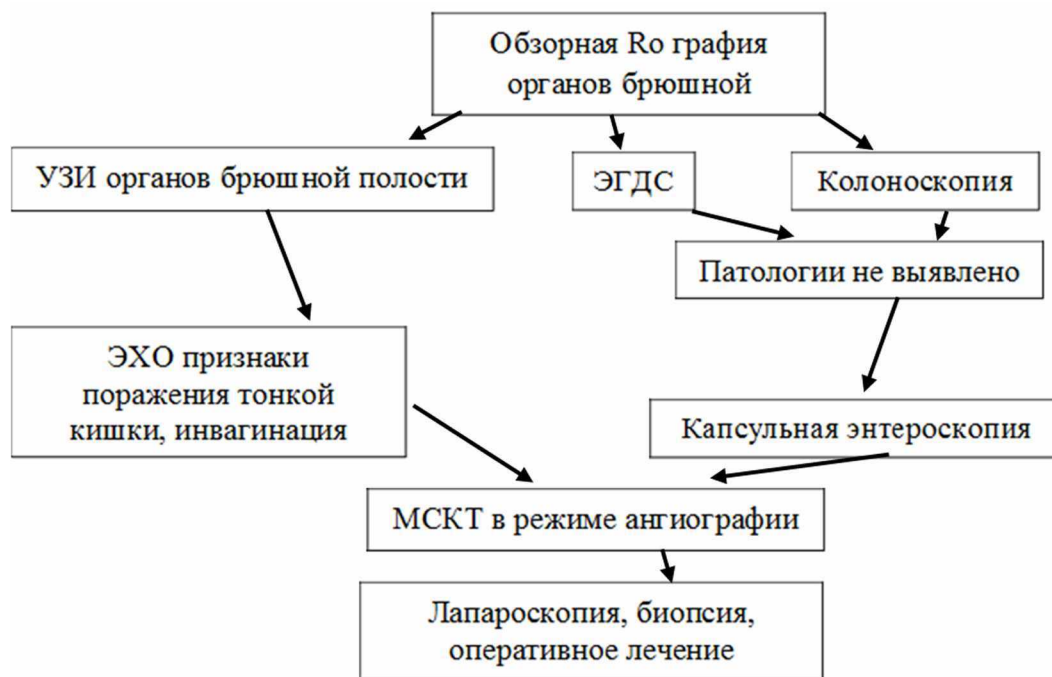 Обзорная Ro графия
органов брюшной
УЗИ органов брюшной полости
ЭГДС
Колоноскопия
Патологии не выявлено
ЭХО признаки
поражения тонкой
кишки, инвагинация
Капсульная энтероскопия
МСКТ в режиме ангиографии
Лапароскопия, биопсия,
оперативное лечение